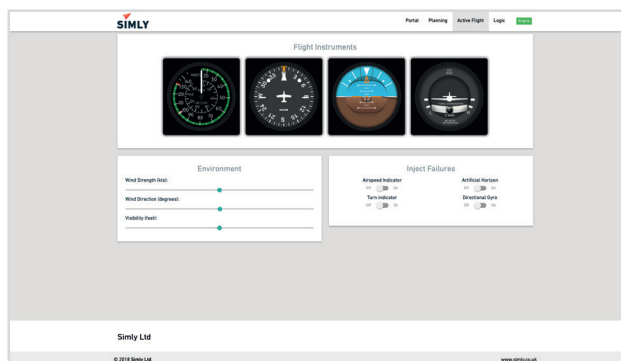 SIMLY
Portal Planning Active Flight Logic
Flight Instruments
Environment
Wind Strength (kts):
Wind Direction (degrees):
Visibility (feet):
Inject Failures
Airspeed Indicator Artificial Horizon
Off On Off On
Turn indicator Directional Gyro
Off On Off On
Simly Ltd
© 2018 Simly Ltd www.simly.co.uk